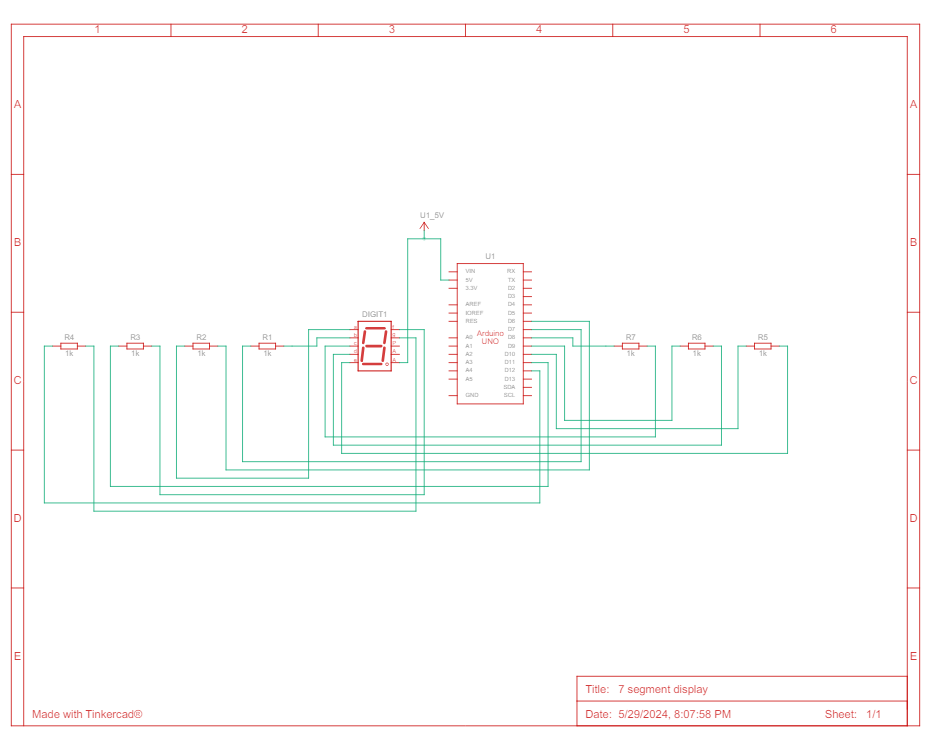 1 2 3 4 5 6
A A
U1_5V
B B
U1
VIN RX
5V TX
3.3V D2
D3
AREF D4
IOREF D5
RES D6
D7
DIGIT1
A0 D8
Arduino
UNO
A1 D9
A2 D10
A3 D11
A4 D12
A5 D13
SDA
GND SCL
R4 R3 R2 R1 R7 R6 R5
1k 1k 1k 1k 1k 1k 1k
C C
D D
E E
Title: 7 segment display
Made with Tinkercad®
Date: 5/29/2024, 8:07:58 PM Sheet: 1/1